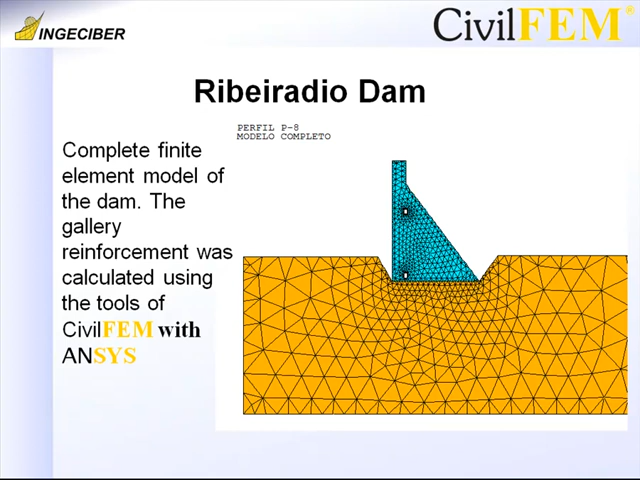 INGECIBER
CivilFEM®
Ribeiradio Dam
PERFIL P-8
MODELO COMPLETO
Complete finite
element model of
the dam. The
gallery
reinforcement was
calculated using
the tools of
CivilFEM with
ANSYS